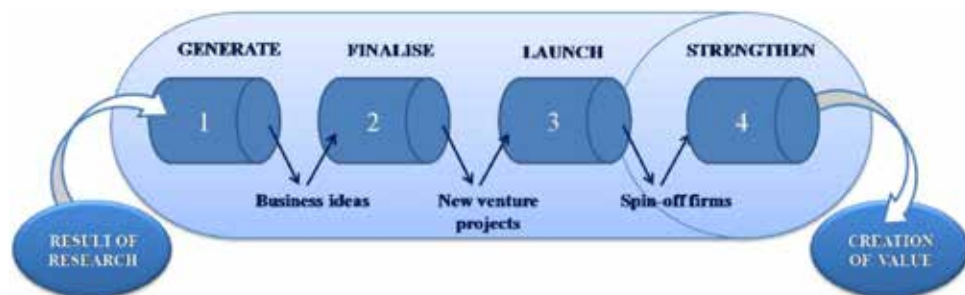 GENERATE
FINALISE
LAUNCH
STRENGTHEN
1
2
3
4
Business ideas
New venture
projects
Spin-off firms
RESULT OF
RESEARCH
CREATION
OF VALUE